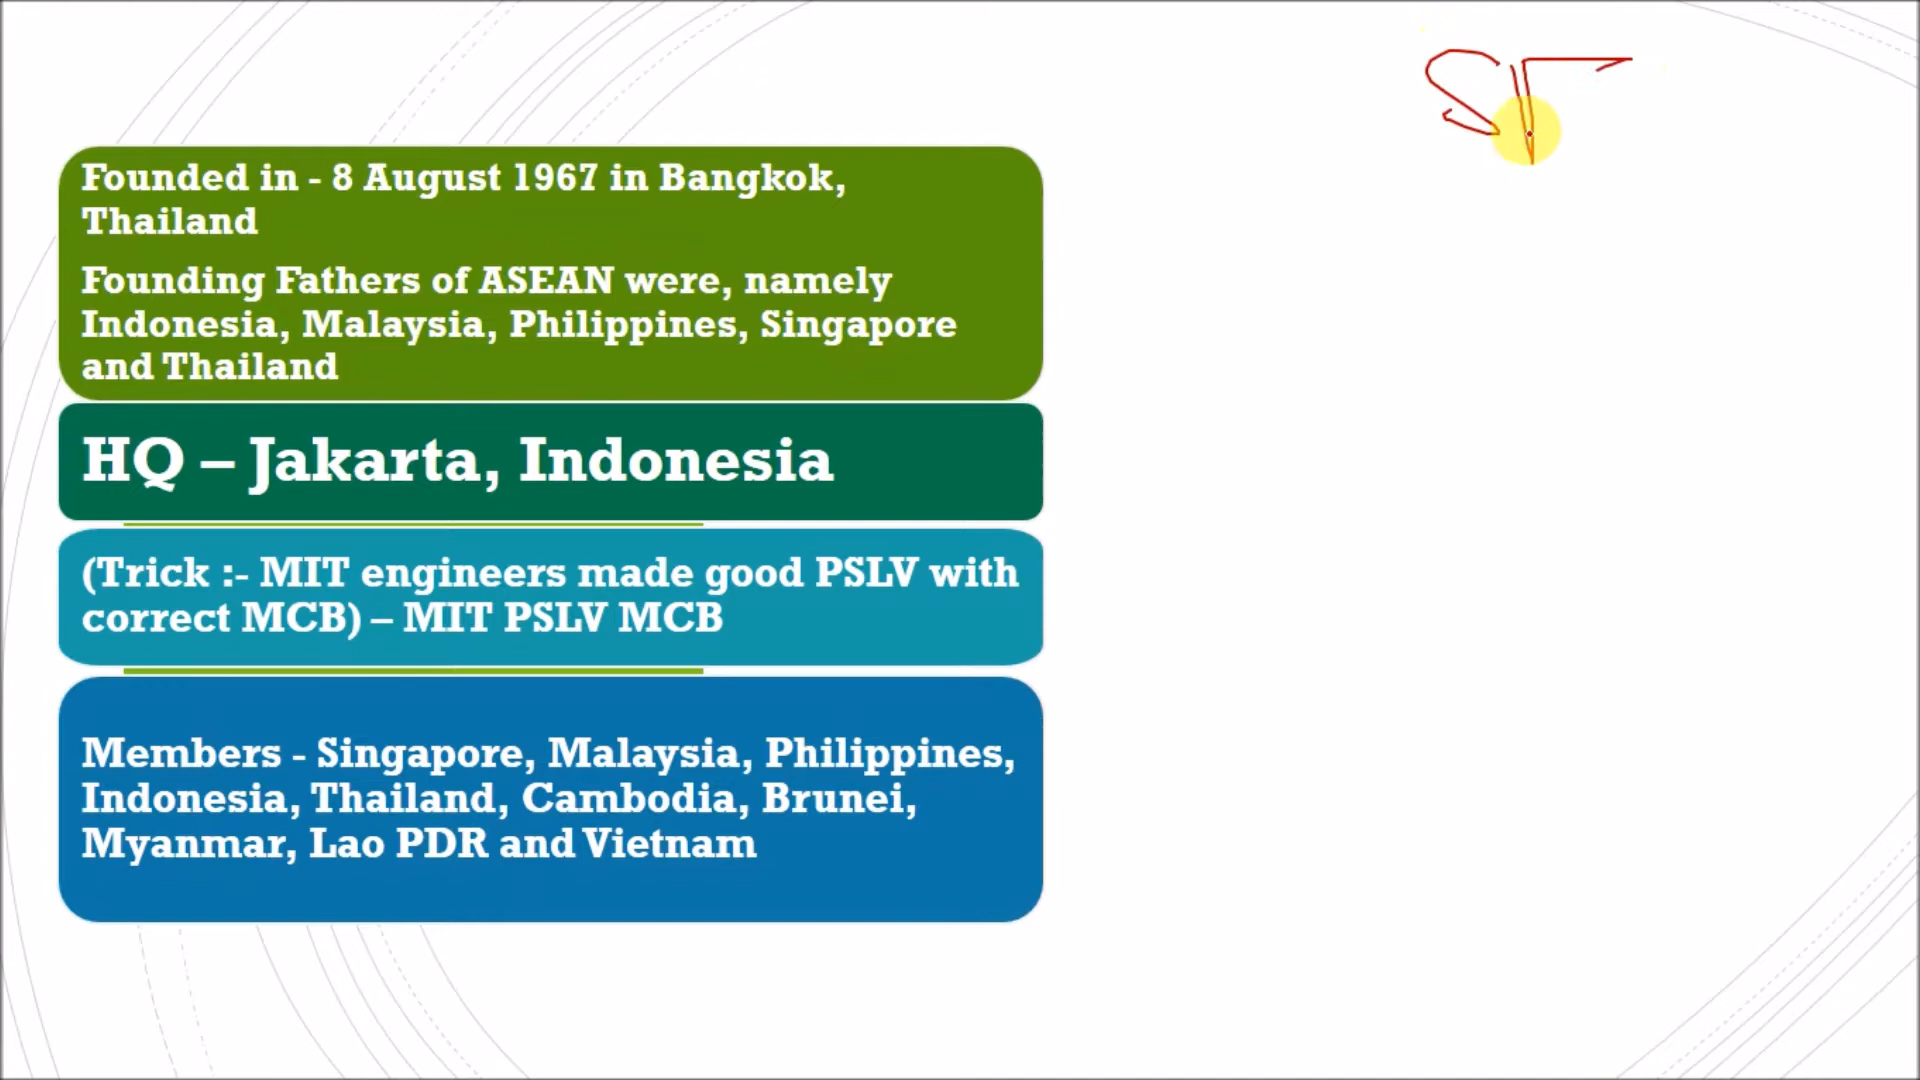 Founded in - 8 August 1967 in Bangkok,
Thailand
Founding Fathers of ASEAN were, namely
Indonesia, Malaysia, Philippines, Singapore
and Thailand
HQ – Jakarta, Indonesia
(Trick :- MIT engineers made good PSLV with
correct MCB) – MIT PSLV MCB
Members - Singapore, Malaysia, Philippines,
Indonesia, Thailand, Cambodia, Brunei,
Myanmar, Lao PDR and Vietnam